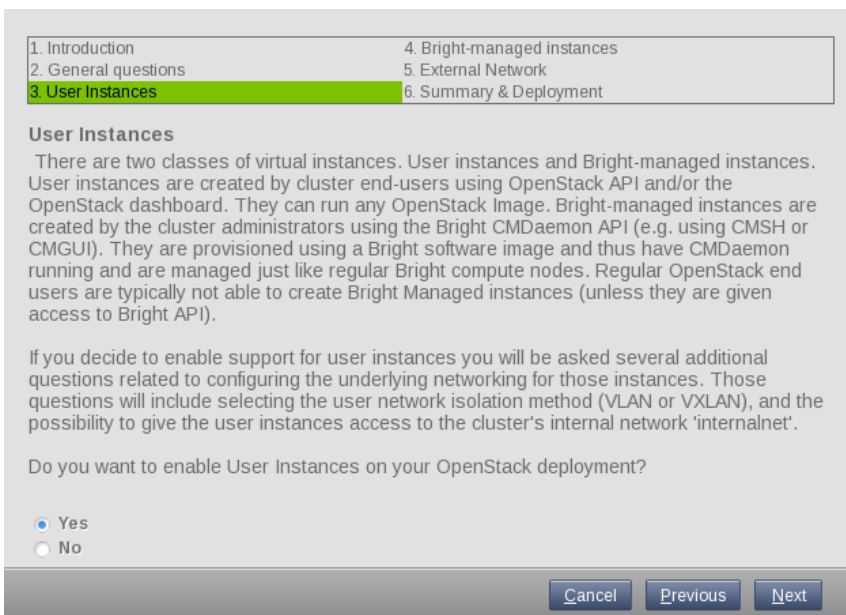 1. Introduction
2. General questions
3. User Instances
4. Bright-managed instances
5. External Network
6. Summary & Deployment
User Instances
There are two classes of virtual instances. User instances and Bright-managed instances.
User instances are created by cluster end-users using OpenStack API and/or the
OpenStack dashboard. They can run any OpenStack Image. Bright-managed instances are
created by the cluster administrators using the Bright CMDaemon API (e.g. using CMSH or
CMGUI). They are provisioned using a Bright software image and thus have CMDaemon
running and are managed just like regular Bright compute nodes. Regular OpenStack end
users are typically not able to create Bright Managed instances (unless they are given
access to Bright API).
If you decide to enable support for user instances you will be asked several additional
questions related to configuring the underlying networking for those instances. Those
questions will include selecting the user network isolation method (VLAN or VXLAN), and the
possibility to give the user instances access to the cluster's internal network 'internalnet'.
Do you want to enable User Instances on your OpenStack deployment?
Yes
No
Cancel Previous Next